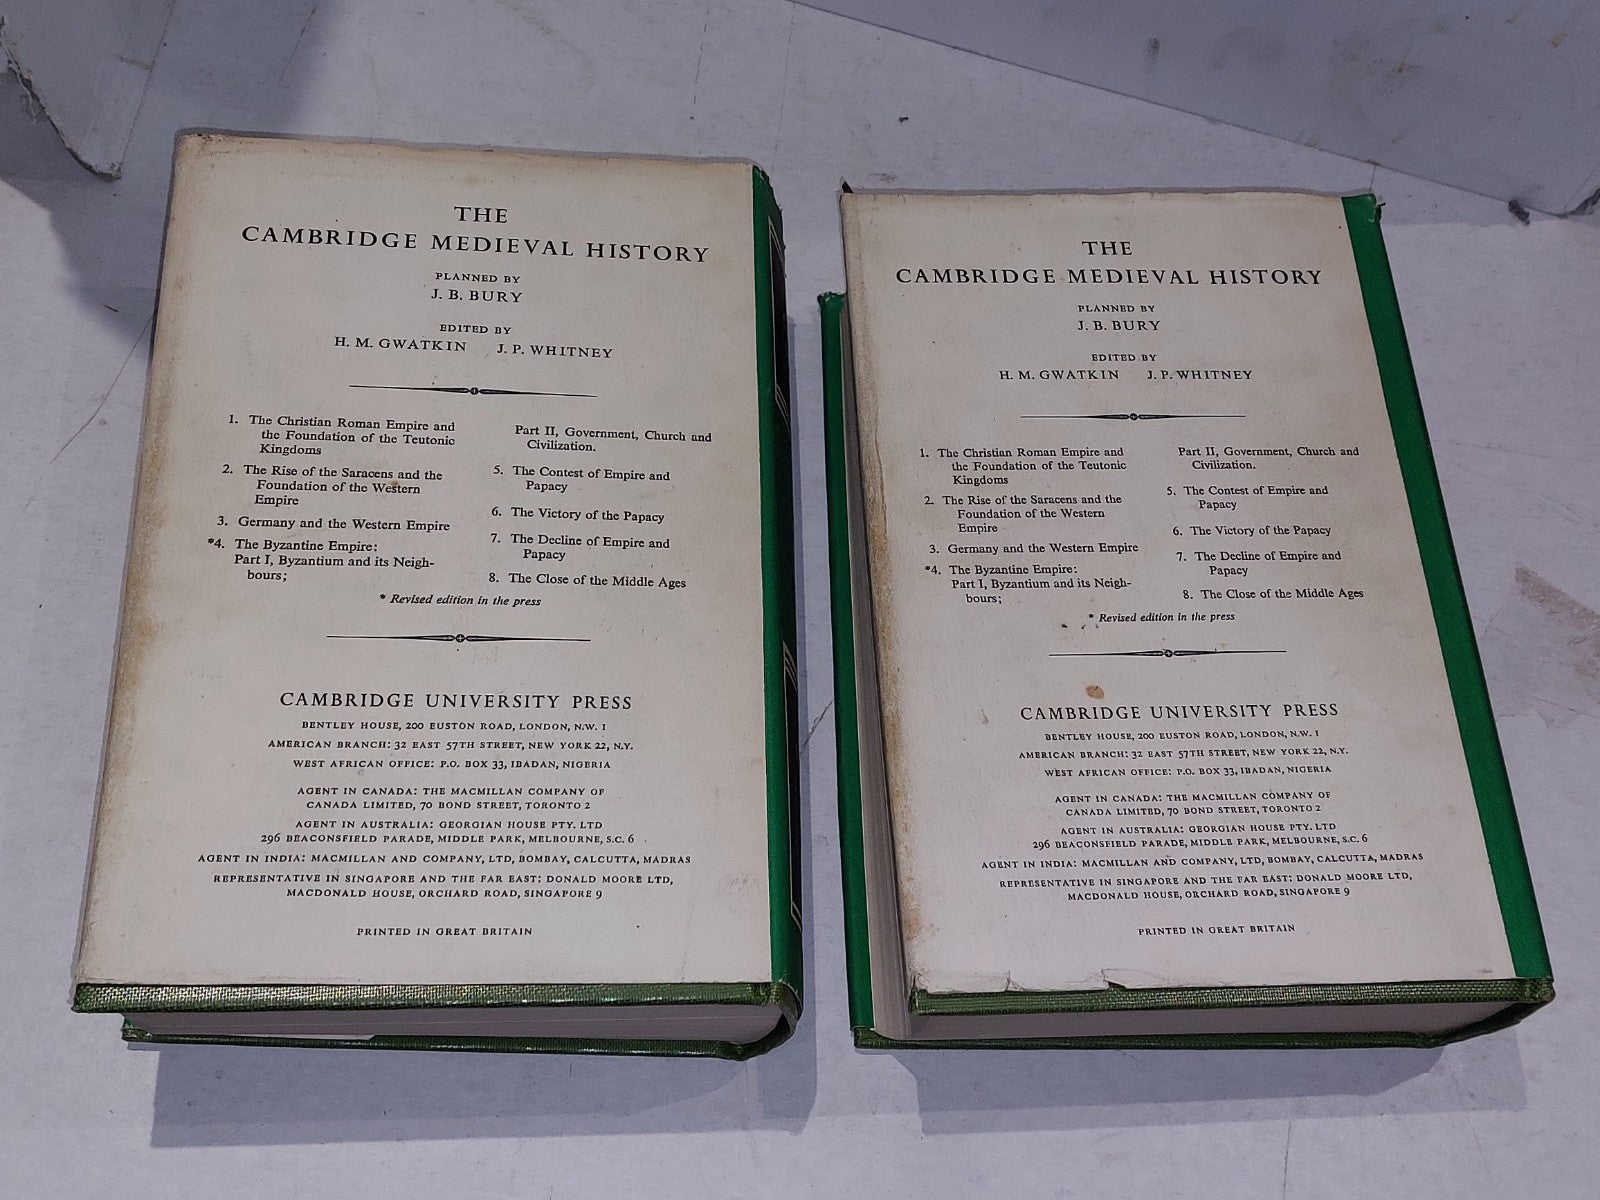 THE
CAMBRIDGE MEDIEVAL HISTORY
PLANNED BY
J. B. BURY
EDITED BY
H. M. GWATKIN J. P. WHITNEY
1. The Christian Roman Empire and
the Foundation of the Teutonic
Kingdoms
2. The Rise of the Saracens and the
Foundation of the Western
Empire
3. Germany and the Western Empire
*4. The Byzantine Empire:
Part I, Byzantium and its Neigh-
bours;
Part II, Government, Church and
Civilization.
5. The Contest of Empire and
Papacy
6. The Victory of the Papacy
7. The Decline of Empire and
Papacy
8. The Close of the Middle Ages
* Revised edition in the press
CAMBRIDGE UNIVERSITY PRESS
BENTLEY HOUSE, 200 EUSTON ROAD, LONDON, N.W. 1
AMERICAN BRANCH: 32 EAST 57TH STREET, NEW YORK 22, N.Y.
WEST AFRICAN OFFICE: P.O. BOX 33, IBADAN, NIGERIA
AGENT IN CANADA: THE MACMILLAN COMPANY OF
CANADA LIMITED, 70 BOND STREET, TORONTO 2
AGENT IN AUSTRALIA: GEORGIAN HOUSE PTY. LTD
296 BEACONSFIELD PARADE, MIDDLE PARK, MELBOURNE, S.C. 6
AGENT IN INDIA: MACMILLAN AND COMPANY, LTD, BOMBAY, CALCUTTA, MADRAS
REPRESENTATIVE IN SINGAPORE AND THE FAR EAST: DONALD MOORE LTD,
MACDONALD HOUSE, ORCHARD ROAD, SINGAPORE 9
PRINTED IN GREAT BRITAIN
THE
CAMBRIDGE MEDIEVAL HISTORY
PLANNED BY
J. B. BURY
EDITED BY
H. M. GWATKIN J. P. WHITNEY
1. The Christian Roman Empire and
the Foundation of the Teutonic
Kingdoms
2. The Rise of the Saracens and the
Foundation of the Western
Empire
3. Germany and the Western Empire
*4. The Byzantine Empire:
Part I, Byzantium and its Neigh-
bours;
Part II, Government, Church and
Civilization.
5. The Contest of Empire and
Papacy
6. The Victory of the Papacy
7. The Decline of Empire and
Papacy
8. The Close of the Middle Ages
* Revised edition in the press
CAMBRIDGE UNIVERSITY PRESS
BENTLEY HOUSE, 200 EUSTON ROAD, LONDON, N.W. 1
AMERICAN BRANCH: 32 EAST 57TH STREET, NEW YORK 22, N.Y.
WEST AFRICAN OFFICE: P.O. BOX 33, IBADAN, NIGERIA
AGENT IN CANADA: THE MACMILLAN COMPANY OF
CANADA LIMITED, 70 BOND STREET, TORONTO 2
AGENT IN AUSTRALIA: GEORGIAN HOUSE PTY. LTD
296 BEACONSFIELD PARADE, MIDDLE PARK, MELBOURNE, S.C. 6
AGENT IN INDIA: MACMILLAN AND COMPANY, LTD, BOMBAY, CALCUTTA, MADRAS
REPRESENTATIVE IN SINGAPORE AND THE FAR EAST: DONALD MOORE LTD,
MACDONALD HOUSE, ORCHARD ROAD, SINGAPORE 9
PRINTED IN GREAT BRITAIN